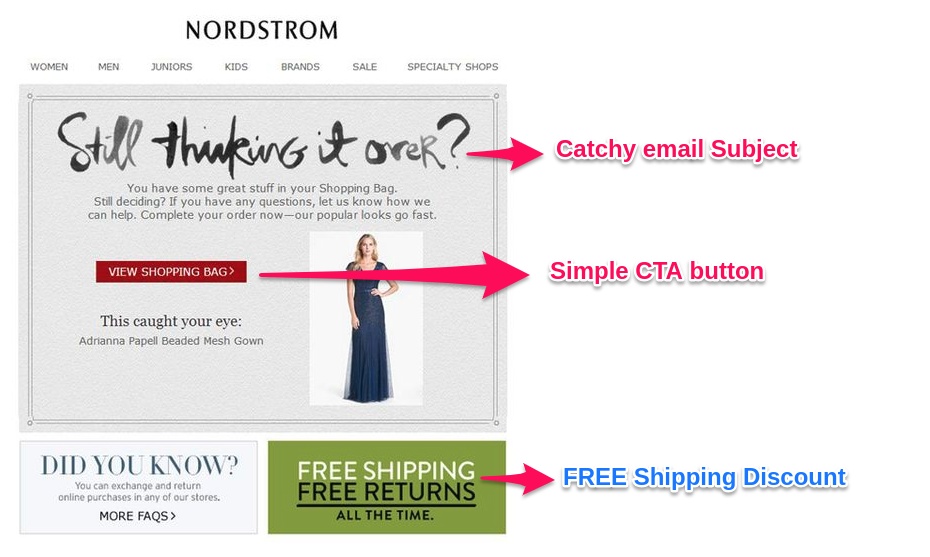 NORDSTROM
WOMEN MEN JUNIORS KIDS BRANDS SALE SPECIALTY SHOPS
Still thinking it over?
Catchy email Subject
You have some great stuff in your Shopping Bag.
Still deciding? If you have any questions, let us know how we
can help. Complete your order now—our popular looks go fast.
VIEW SHOPPING BAG>
Simple CTA button
This caught your eye:
Adrianna Papell Beaded Mesh Gown
DID YOU KNOW?
You can exchange and return
online purchases in any of our stores.
MORE FAQS>
FREE SHIPPING
FREE RETURNS
ALL THE TIME.
FREE Shipping Discount